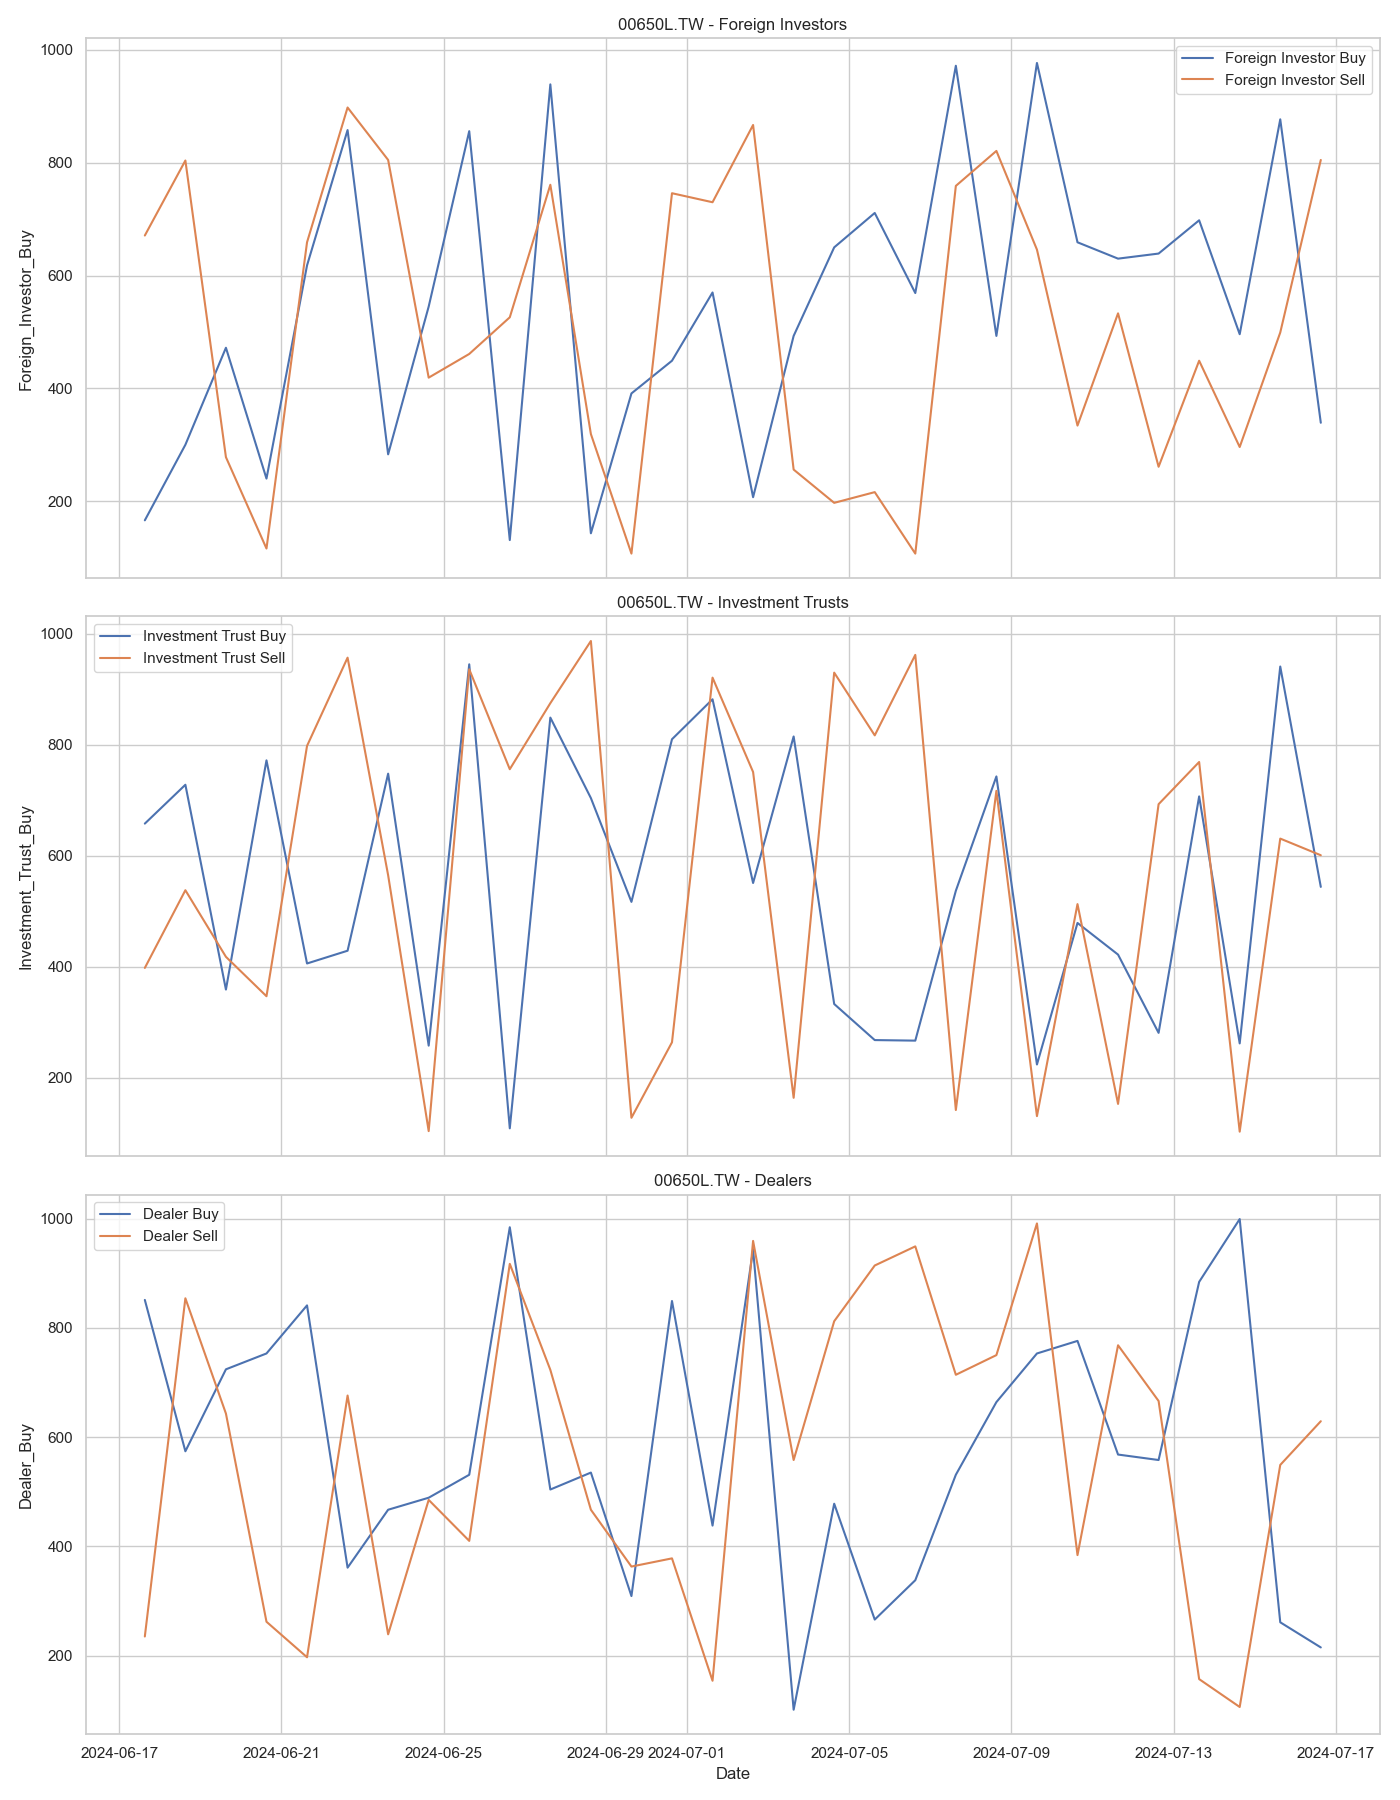 00650L.TW - Foreign Investors
Foreign_Investor_Buy
1000
800
600
400
200
Foreign Investor Buy
Foreign Investor Sell
00650L.TW - Investment Trusts
Investment_Trust_Buy
1000
800
600
400
200
Investment Trust Buy
Investment Trust Sell
00650L.TW - Dealers
Dealer_Buy
1000
800
600
400
200
Dealer Buy
Dealer Sell
2024-06-17 2024-06-21 2024-06-25 2024-06-29 2024-07-01 2024-07-05 2024-07-09 2024-07-13 2024-07-17
Date